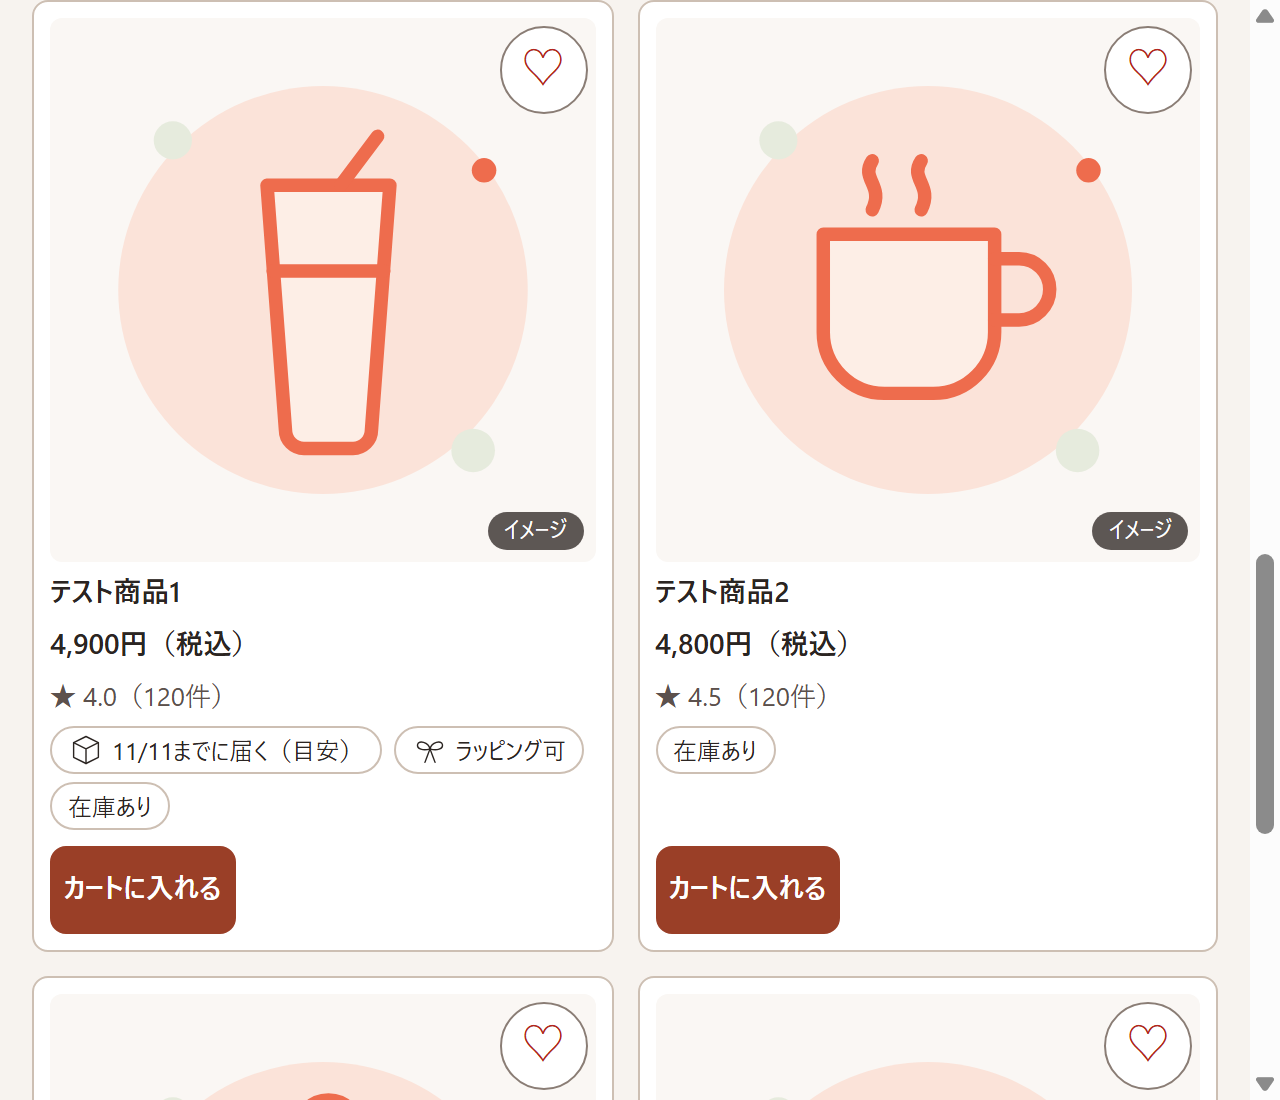 イメージ
テスト商品1
4,900円（税込）
★ 4.0（120件）
11/11までに届く（目安）
ラッピング可
在庫あり
カートに入れる
イメージ
テスト商品2
4,800円（税込）
★ 4.5（120件）
在庫あり
カートに入れる